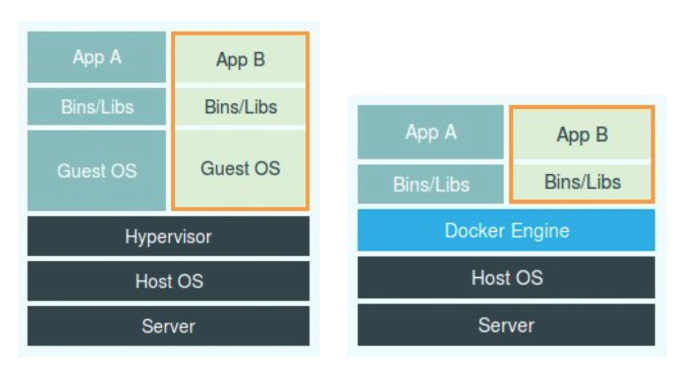 App A
App B
Bins/Libs
Bins/Libs
Guest OS
Guest OS
Hypervisor
Host OS
Server
App A
App B
Bins/Libs
Bins/Libs
Docker Engine
Host OS
Server